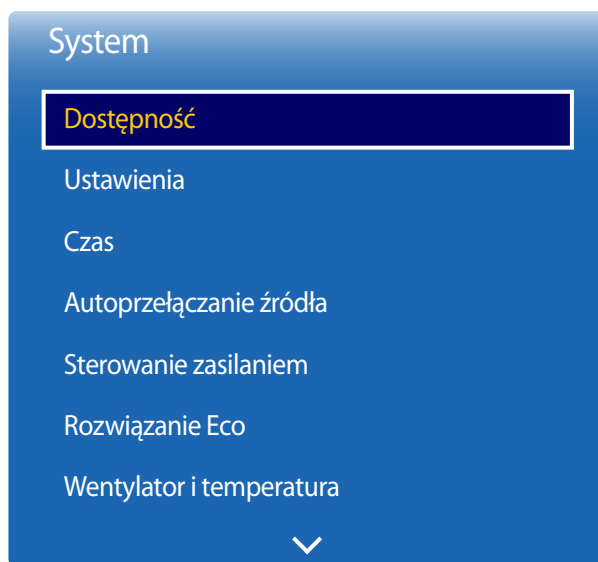 System
Dostępność
Ustawienia
Czas
Autoprzełączanie źródła
Sterowanie zasilaniem
Rozwiązanie Eco
Wentylator i temperatura